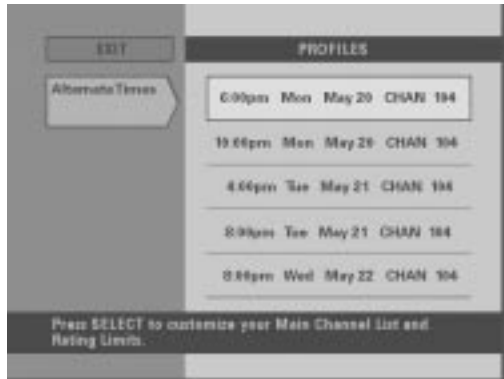 EXIT
PROFILES
Alternate Times
6:00pm Mon May 20 CHAN 104
10:00pm Mon May 20 CHAN 104
4:00pm Tue May 21 CHAN 104
8:00pm Tue May 21 CHAN 104
8:00pm Wed May 22 CHAN 104
Press SELECT to customize your Main Channel List and
Rating Limits.